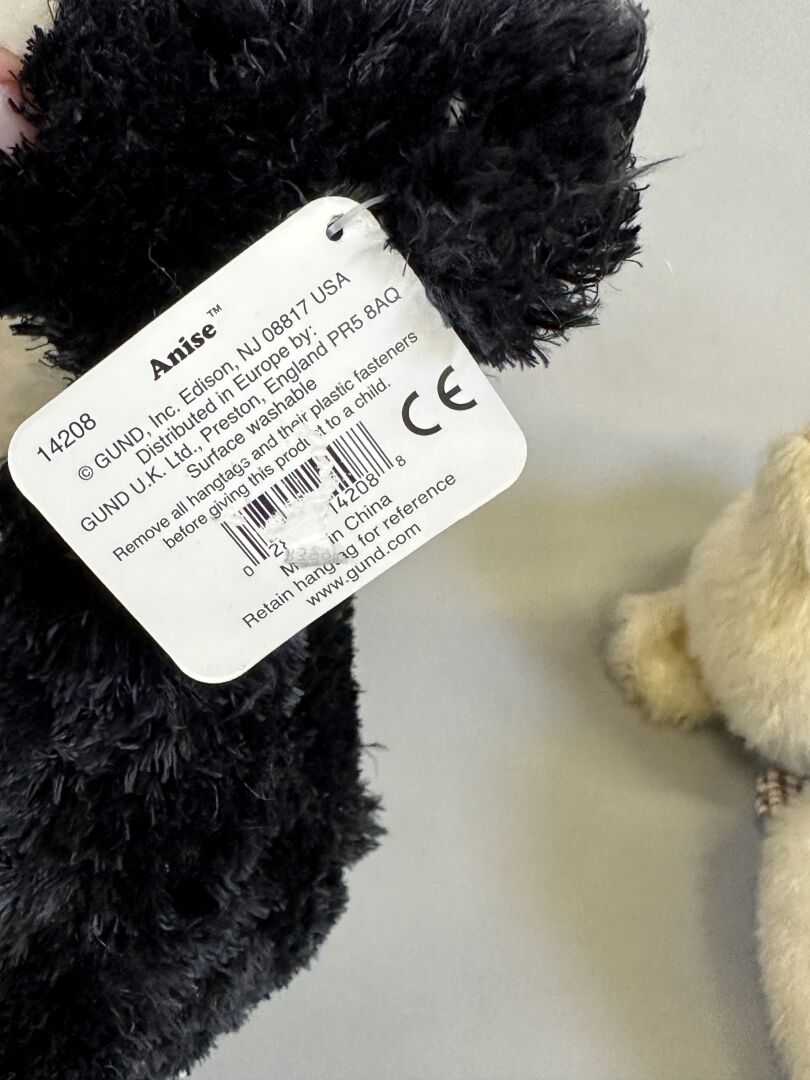 Anise™
14208
© GUND, Inc. Edison, NJ 08817 USA
Distributed in Europe by:
GUND U.K. Ltd., Preston, England PR5 8AQ
Surface washable
Remove all hangtags and their plastic fasteners
before giving this to a child.
CE
0 14208 8
in China
Retain for reference
www.gund.com